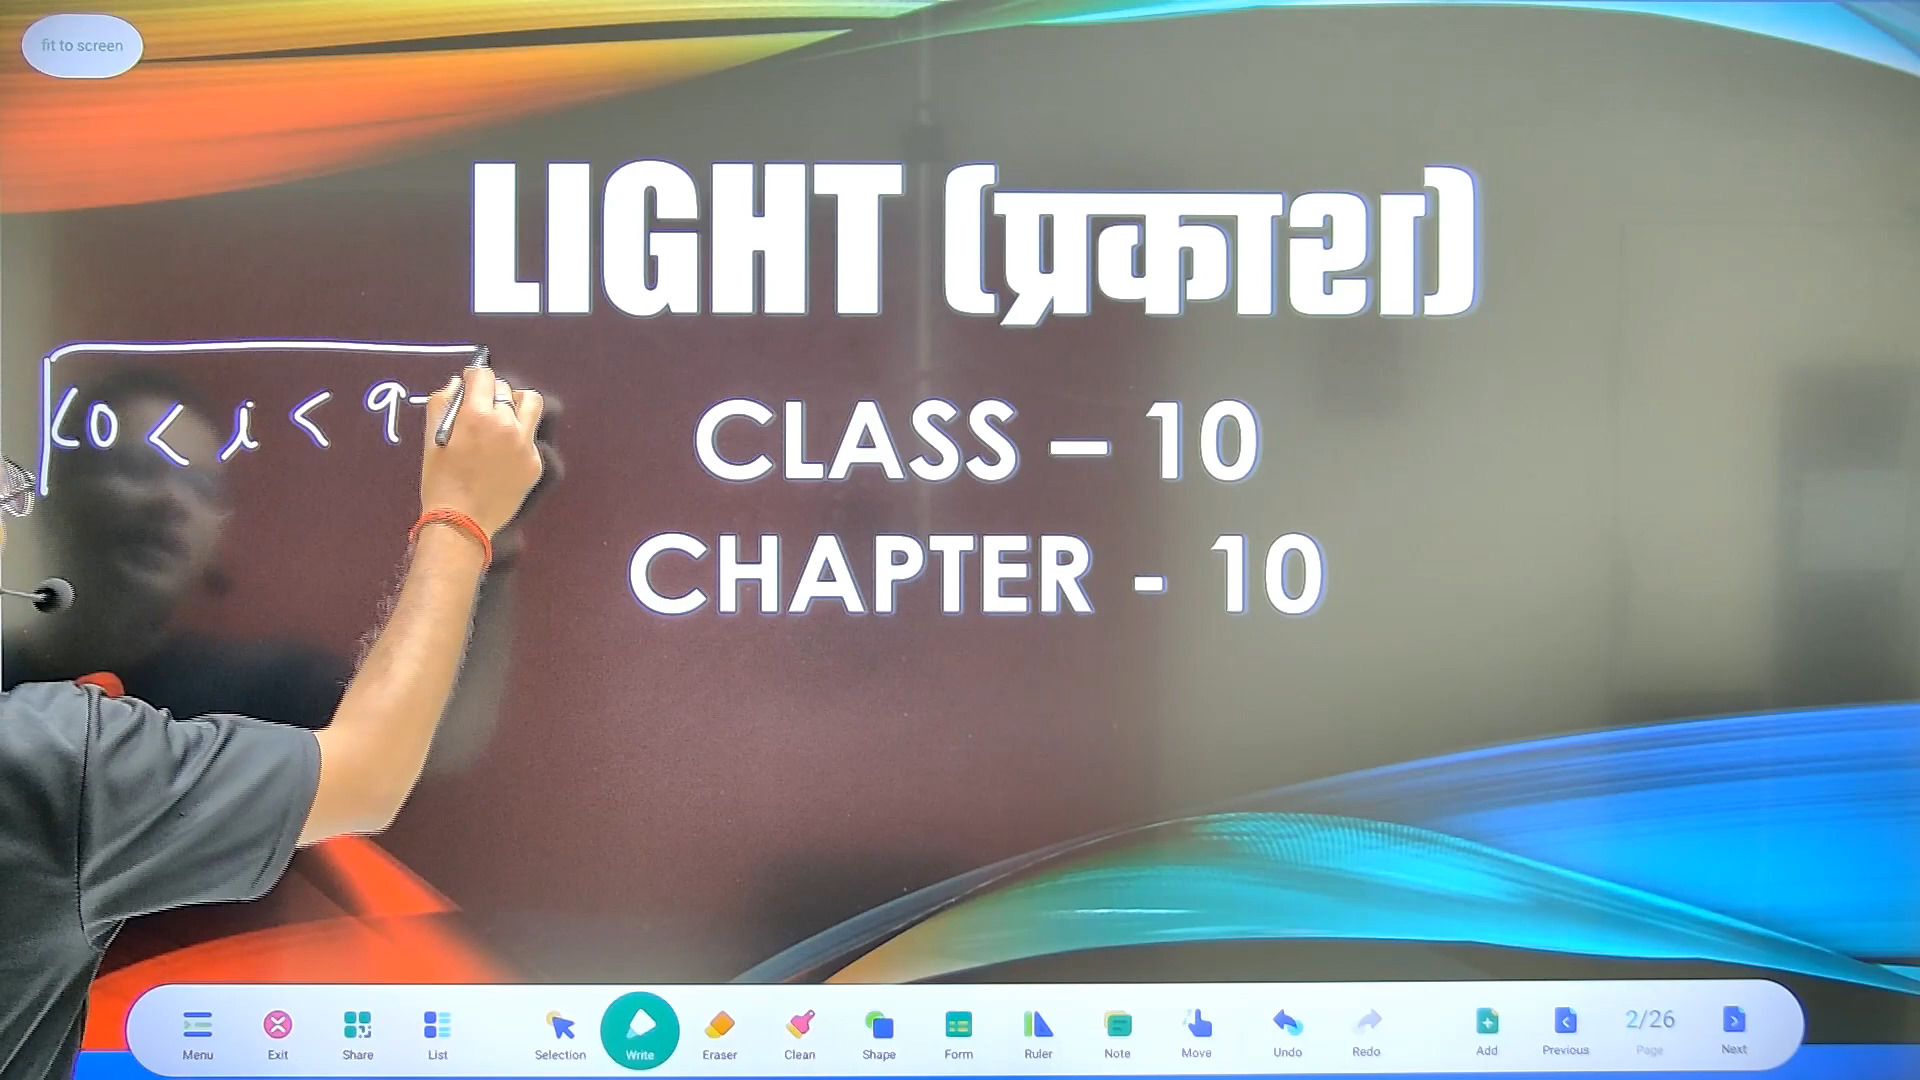 fit to screen
LIGHT (प्रकाश)
<0 < i < 9
CLASS – 10
CHAPTER - 10
Menu Exit Share List Selection Write Eraser Clean Shape Form Ruler Note Move Undo Redo Add Previous 2/26 Page Next